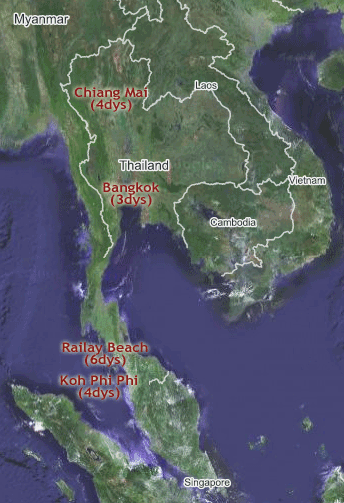 Myanmar
Laos
Chiang Mai
(4dys)
Thailand
Vietnam
Bangkok
(3dys)
Cambodia
Railay Beach
(6dys)
Koh Phi Phi
(4dys)
Singapore